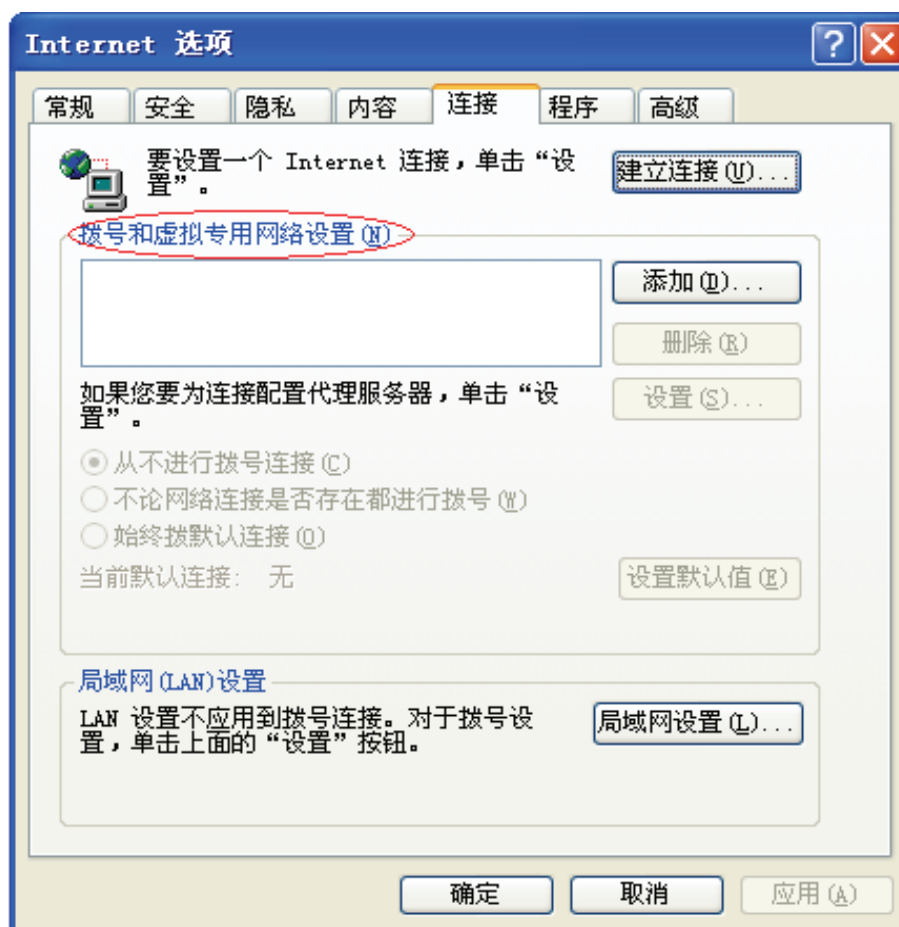 Internet 选项
常规 安全 隐私 内容 连接 程序 高级
要设置一个 Internet 连接，单击“设
置”。
建立连接(U)...
拨号和虚拟专用网络设置(N)
添加(D)...
删除(R)
如果您要为连接配置代理服务器，单击“设
置”。
设置(S)...
从不进行拨号连接(C)
不论网络连接是否存在都进行拨号(W)
始终拨默认连接(O)
当前默认连接: 无
设置默认值(E)
局域网(LAN)设置
LAN 设置不应用到拨号连接。对于拨号设
置，单击上面的“设置”按钮。
局域网设置(L)...
确定 取消 应用(A)